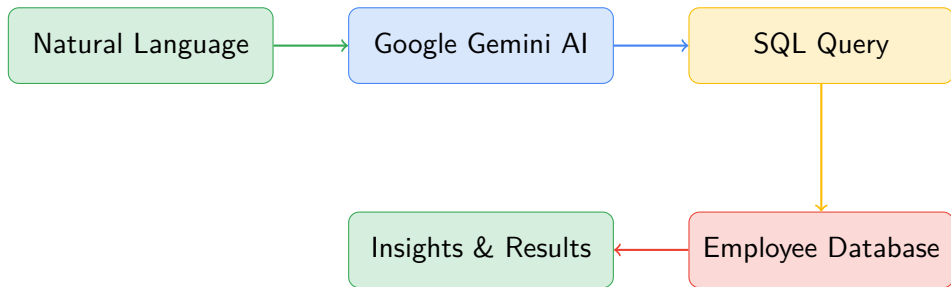 Natural Language
Google Gemini AI
SQL Query
Insights & Results
Employee Database